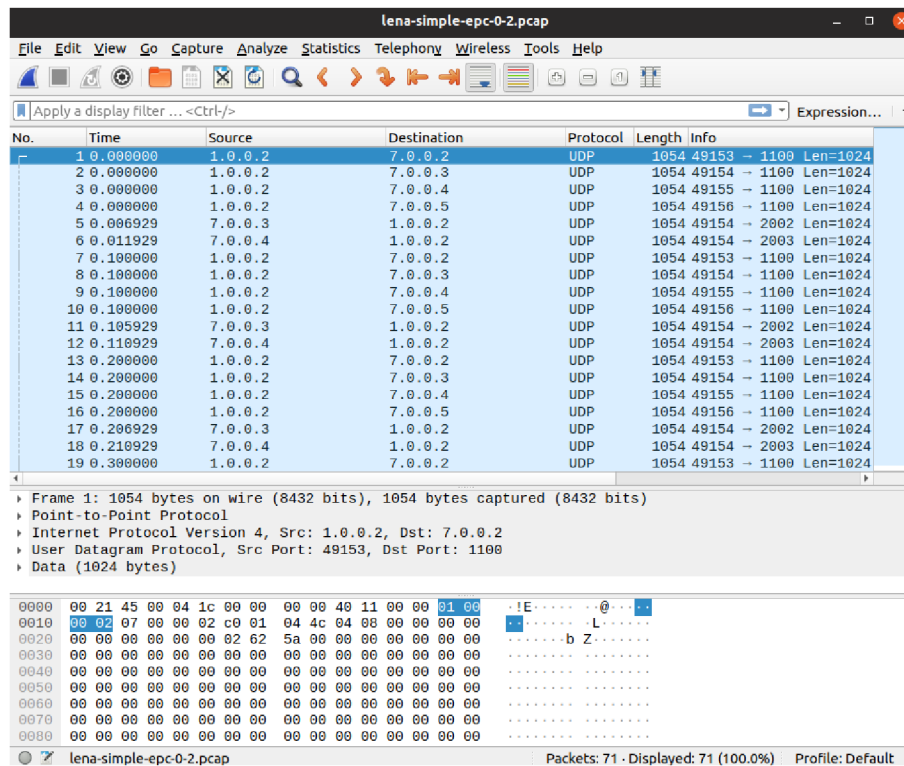 lena-simple-epc-0-2.pcap
File Edit View Go Capture Analyze Statistics Telephony Wireless Tools Help
Apply a display filter ... <Ctrl-/> Expression...
No. Time Source Destination Protocol Length Info
1 0.000000 1.0.0.2 7.0.0.2 UDP 1054 49153 → 1100 Len=1024
2 0.000000 1.0.0.2 7.0.0.3 UDP 1054 49154 → 1100 Len=1024
3 0.000000 1.0.0.2 7.0.0.4 UDP 1054 49155 → 1100 Len=1024
4 0.000000 1.0.0.2 7.0.0.5 UDP 1054 49156 → 1100 Len=1024
5 0.006929 7.0.0.3 1.0.0.2 UDP 1054 49154 → 2002 Len=1024
6 0.011929 7.0.0.4 1.0.0.2 UDP 1054 49154 → 2003 Len=1024
7 0.100000 1.0.0.2 7.0.0.2 UDP 1054 49153 → 1100 Len=1024
8 0.100000 1.0.0.2 7.0.0.3 UDP 1054 49154 → 1100 Len=1024
9 0.100000 1.0.0.2 7.0.0.4 UDP 1054 49155 → 1100 Len=1024
10 0.100000 1.0.0.2 7.0.0.5 UDP 1054 49156 → 1100 Len=1024
11 0.105929 7.0.0.3 1.0.0.2 UDP 1054 49154 → 2002 Len=1024
12 0.110929 7.0.0.4 1.0.0.2 UDP 1054 49154 → 2003 Len=1024
13 0.200000 1.0.0.2 7.0.0.2 UDP 1054 49153 → 1100 Len=1024
14 0.200000 1.0.0.2 7.0.0.3 UDP 1054 49154 → 1100 Len=1024
15 0.200000 1.0.0.2 7.0.0.4 UDP 1054 49155 → 1100 Len=1024
16 0.200000 1.0.0.2 7.0.0.5 UDP 1054 49156 → 1100 Len=1024
17 0.206929 7.0.0.3 1.0.0.2 UDP 1054 49154 → 2002 Len=1024
18 0.210929 7.0.0.4 1.0.0.2 UDP 1054 49154 → 2003 Len=1024
19 0.300000 1.0.0.2 7.0.0.2 UDP 1054 49153 → 1100 Len=1024
Frame 1: 1054 bytes on wire (8432 bits), 1054 bytes captured (8432 bits)
Point-to-Point Protocol
Internet Protocol Version 4, Src: 1.0.0.2, Dst: 7.0.0.2
User Datagram Protocol, Src Port: 49153, Dst Port: 1100
Data (1024 bytes)
0000 00 21 45 00 04 1c 00 00 00 00 40 11 00 00 01 00 ·!E····· ··@·····
0010 00 02 07 00 00 02 c0 01 04 4c 04 08 00 00 00 00 ········ ·L······
0020 00 00 00 00 00 00 02 62 5a 00 00 00 00 00 00 00 ·······b Z·······
0030 00 00 00 00 00 00 00 00 00 00 00 00 00 00 00 00 ········ ········
0040 00 00 00 00 00 00 00 00 00 00 00 00 00 00 00 00 ········ ········
0050 00 00 00 00 00 00 00 00 00 00 00 00 00 00 00 00 ········ ········
0060 00 00 00 00 00 00 00 00 00 00 00 00 00 00 00 00 ········ ········
0070 00 00 00 00 00 00 00 00 00 00 00 00 00 00 00 00 ········ ········
0080 00 00 00 00 00 00 00 00 00 00 00 00 00 00 00 00 ········ ········
lena-simple-epc-0-2.pcap Packets: 71 · Displayed: 71 (100.0%) Profile: Default